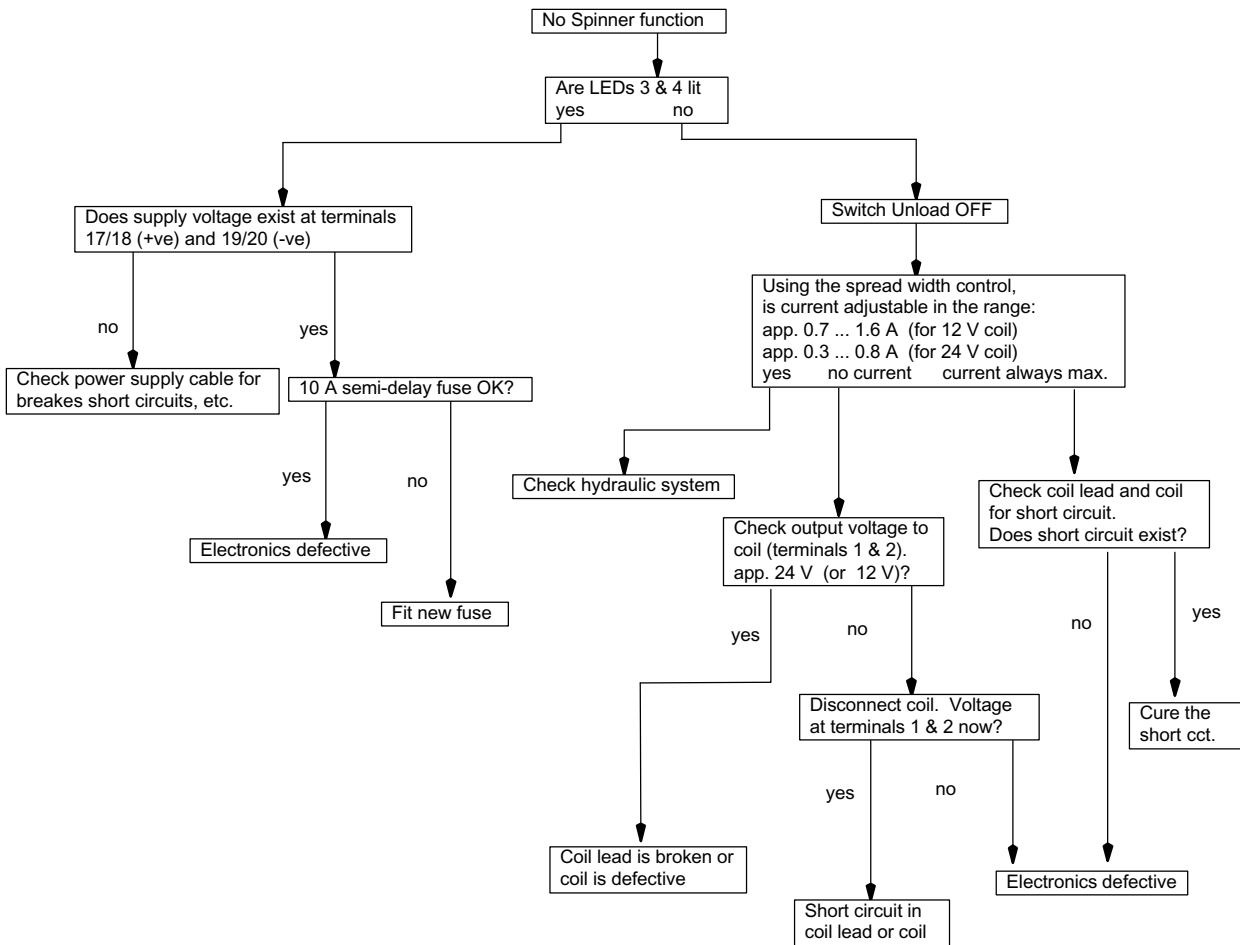 No Spinner function
Are LEDs 3 & 4 lit
yes no
Does supply voltage exist at terminals
17/18 (+ve) and 19/20 (-ve)
no
yes
Check power supply cable for
breakes short circuits, etc.
10 A semi-delay fuse OK?
yes
no
Electronics defective
Fit new fuse
Switch Unload OFF
Using the spread width control,
is current adjustable in the range:
app. 0.7 ... 1.6 A (for 12 V coil)
app. 0.3 ... 0.8 A (for 24 V coil)
yes no current current always max.
Check hydraulic system
Check output voltage to
coil (terminals 1 & 2).
app. 24 V (or 12 V)?
yes
no
Coil lead is broken or
coil is defective
Disconnect coil. Voltage
at terminals 1 & 2 now?
yes
no
Short circuit in
coil lead or coil
Check coil lead and coil
for short circuit.
Does short circuit exist?
no
yes
Electronics defective
Cure the
short cct.